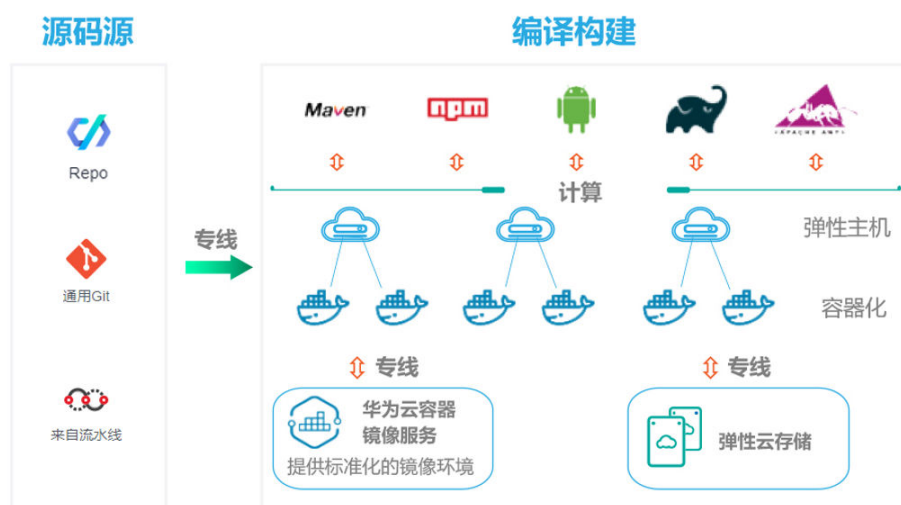 源码源
编译构建
Repo
通用Git
来自流水线
专线
Maven
npm
APACHE ANT
计算
弹性主机
容器化
专线
专线
华为云容器
镜像服务
提供标准化的镜像环境
弹性云存储